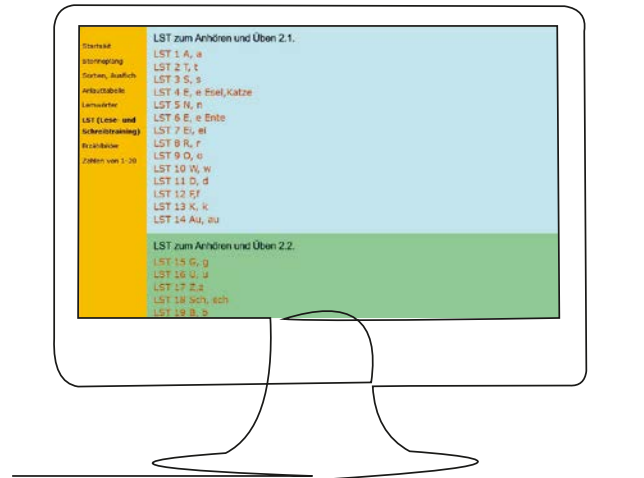 Startseite
Sorten, Auslich
Anlauttabelle
Lernwörter
LST (Lese- und
Schreibtraining)
Erzählbilder
Zahlen von 1-20
LST zum Anhören und Üben 2.1.
LST 1 A, a
LST 2 T, t
LST 3 S, s
LST 4 E, e Esel,Katze
LST 5 N, n
LST 6 E, e Ente
LST 7 Ei, ei
LST 8 R, r
LST 9 O, o
LST 10 W, w
LST 11 D, d
LST 12 F,f
LST 13 K, k
LST 14 Au, au
LST zum Anhören und Üben 2.2.
LST 15 G, g
LST 16 U, u
LST 17 Z,z
LST 18 Sch, sch
LST 19 B, b